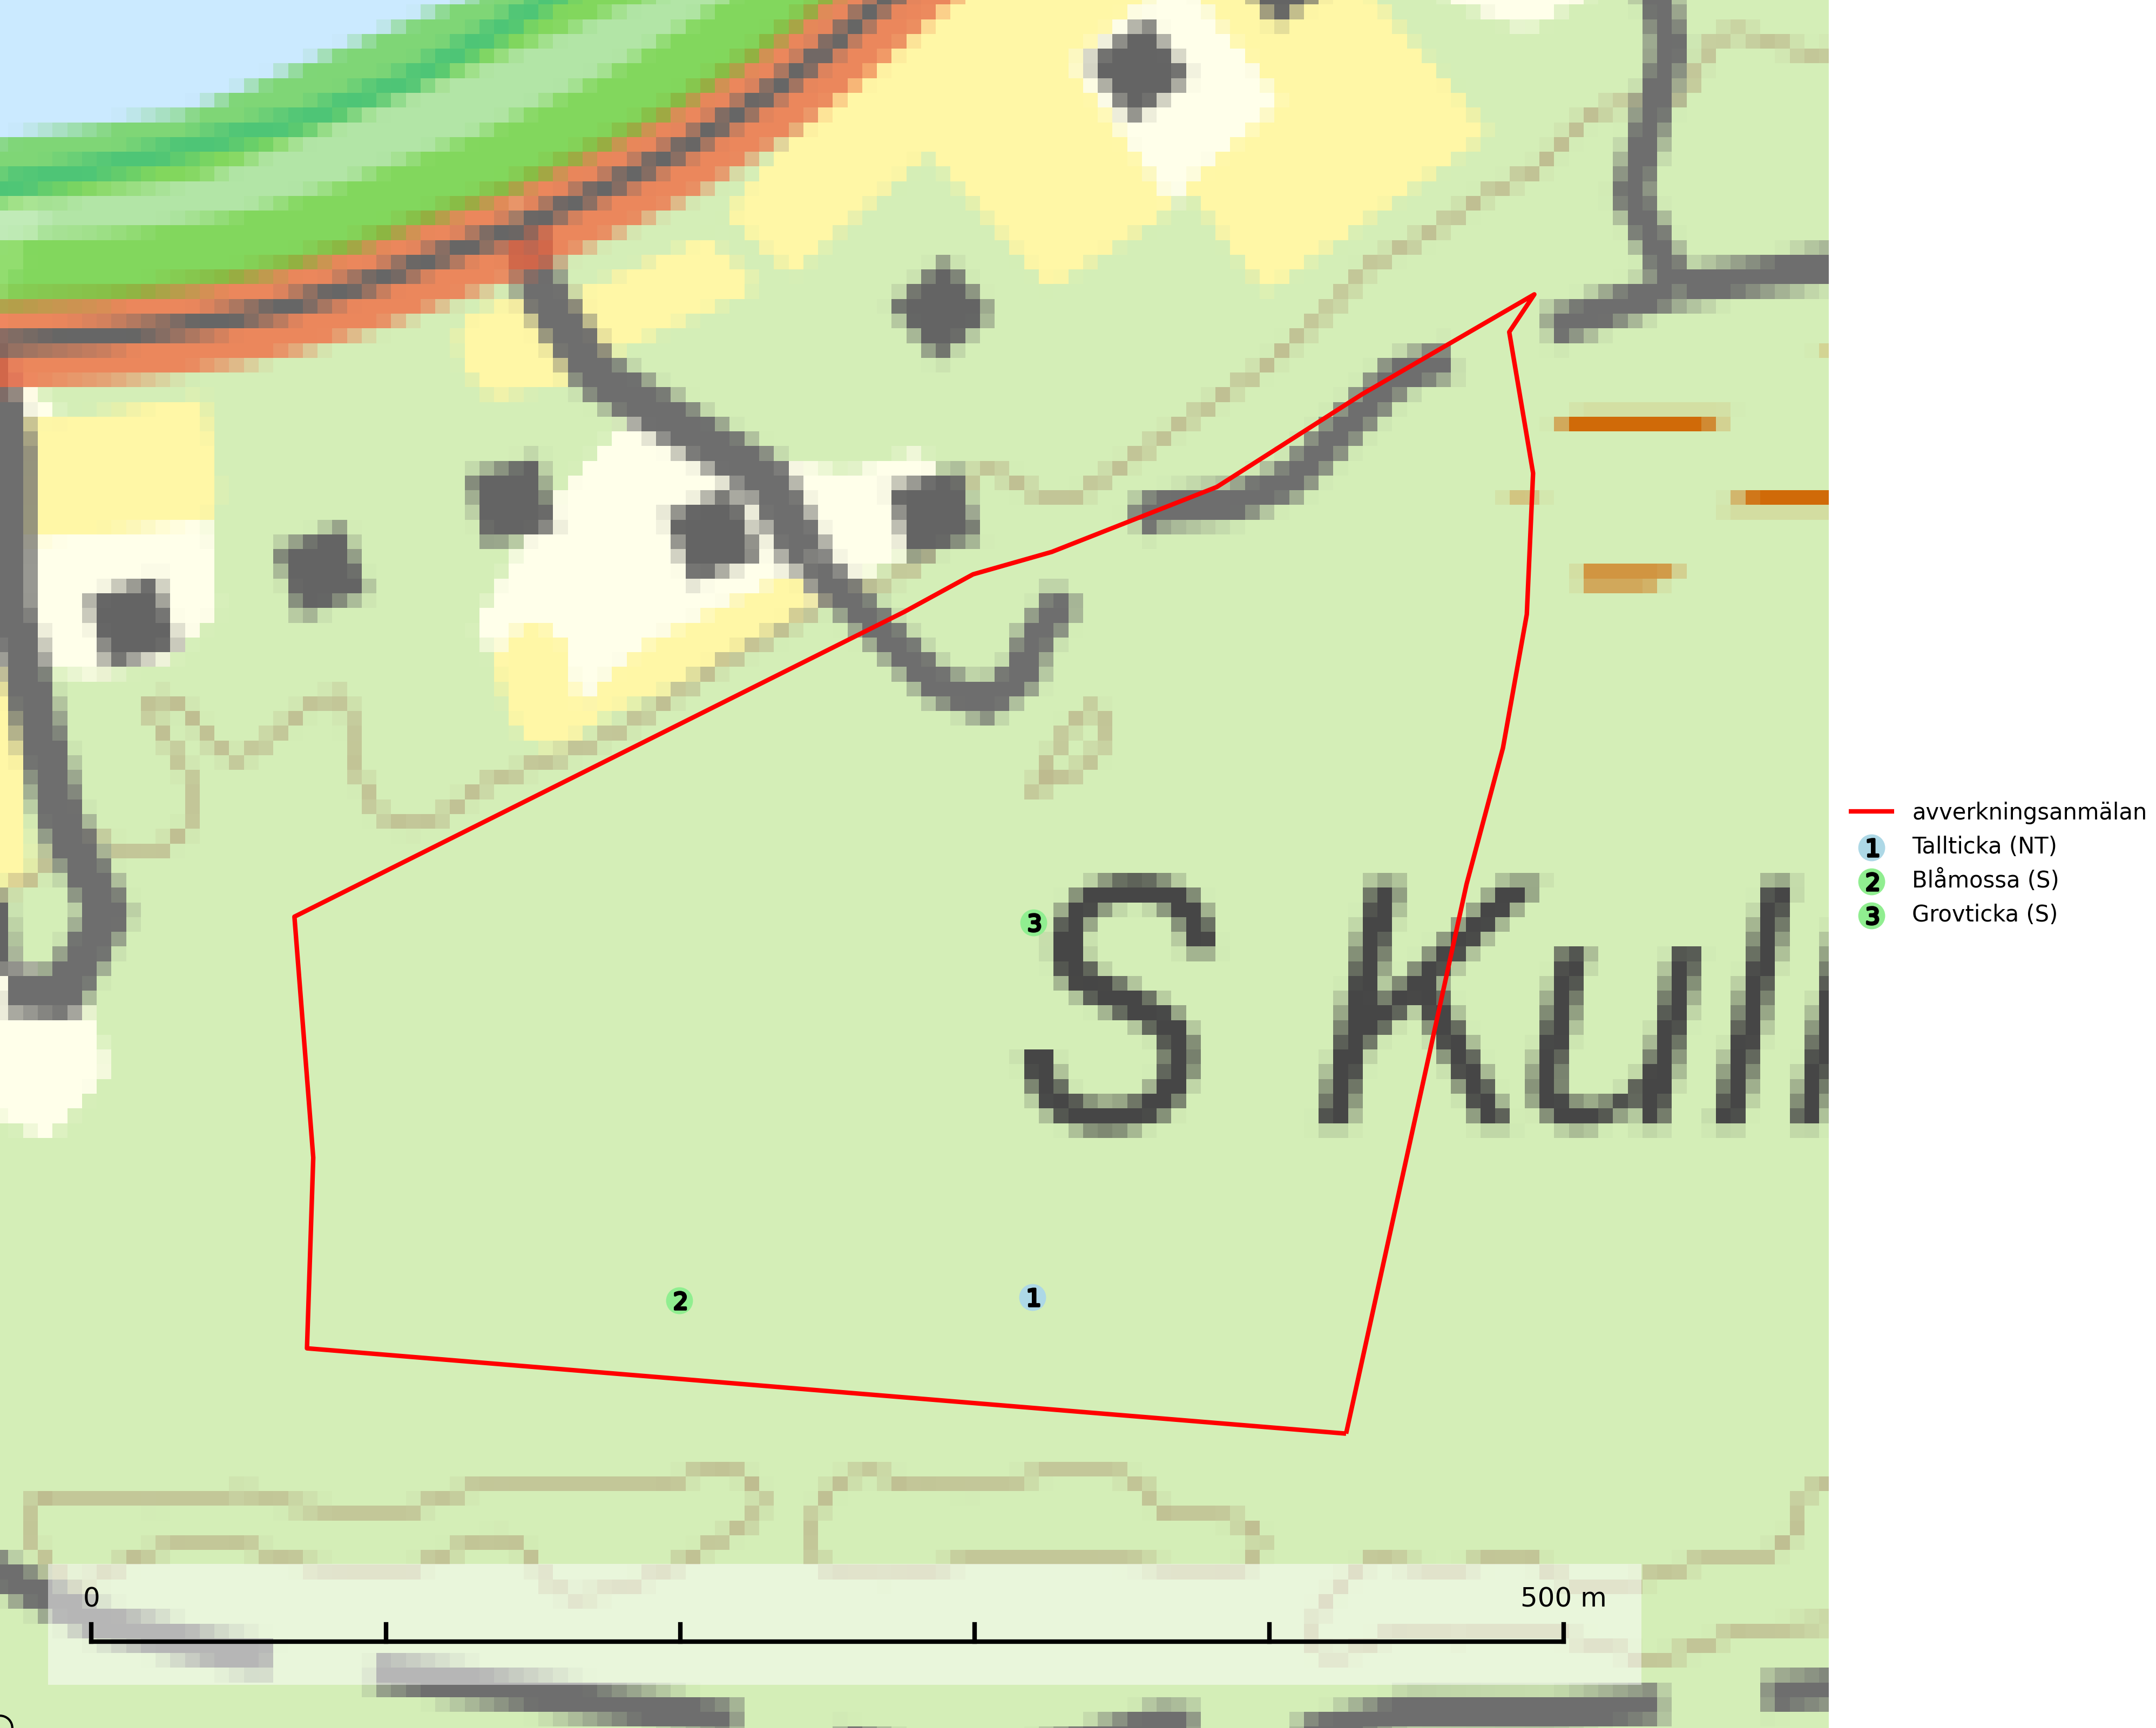 avverkningsanmälan
1 Tallticka (NT)
2 Blåmossa (S)
3 Grovticka (S)
3
S Kull
2
1
0 500 m